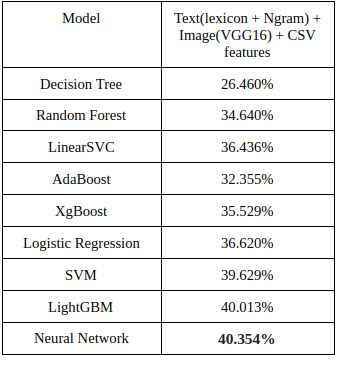 Model
Text(lexicon + Ngram) +
Image(VGG16) + CSV
features
Decision Tree 26.460%
Random Forest 34.640%
LinearSVC 36.436%
AdaBoost 32.355%
XgBoost 35.529%
Logistic Regression 36.620%
SVM 39.629%
LightGBM 40.013%
Neural Network 40.354%